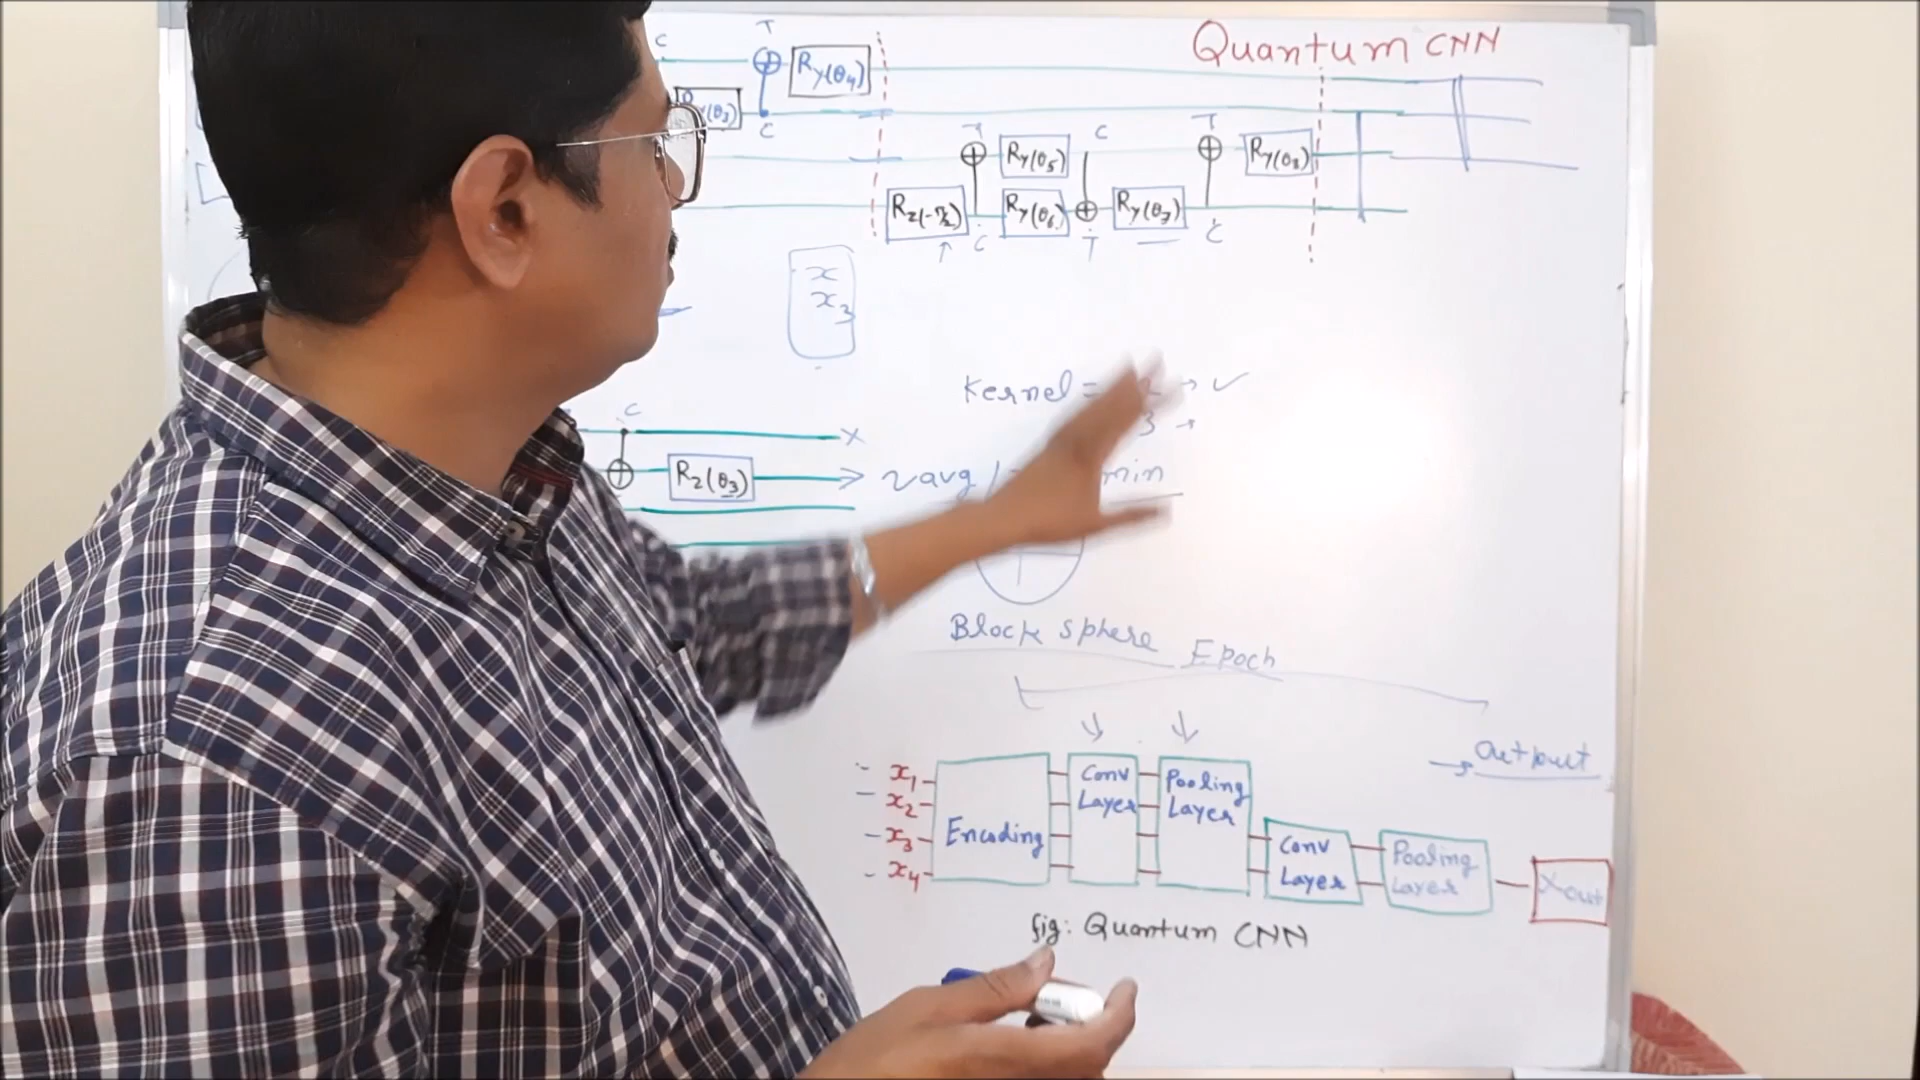 Quantum CNN
C T
Ry(θ4)
y(θ3)
C
T Ry(θ5) C T Ry(θ8)
Rz(-π/2) Ry(θ6) Ry(θ7)
C T C
x
x3
Kernel = → ✓
3 →
C
x
Rz(θ3)
avg / min
Block sphere
Epoch
output
x1
x2
x3
x4
Encoding
Conv Layer
Pooling Layer
Conv Layer
Pooling Layer
Xout
fig: Quantum CNN